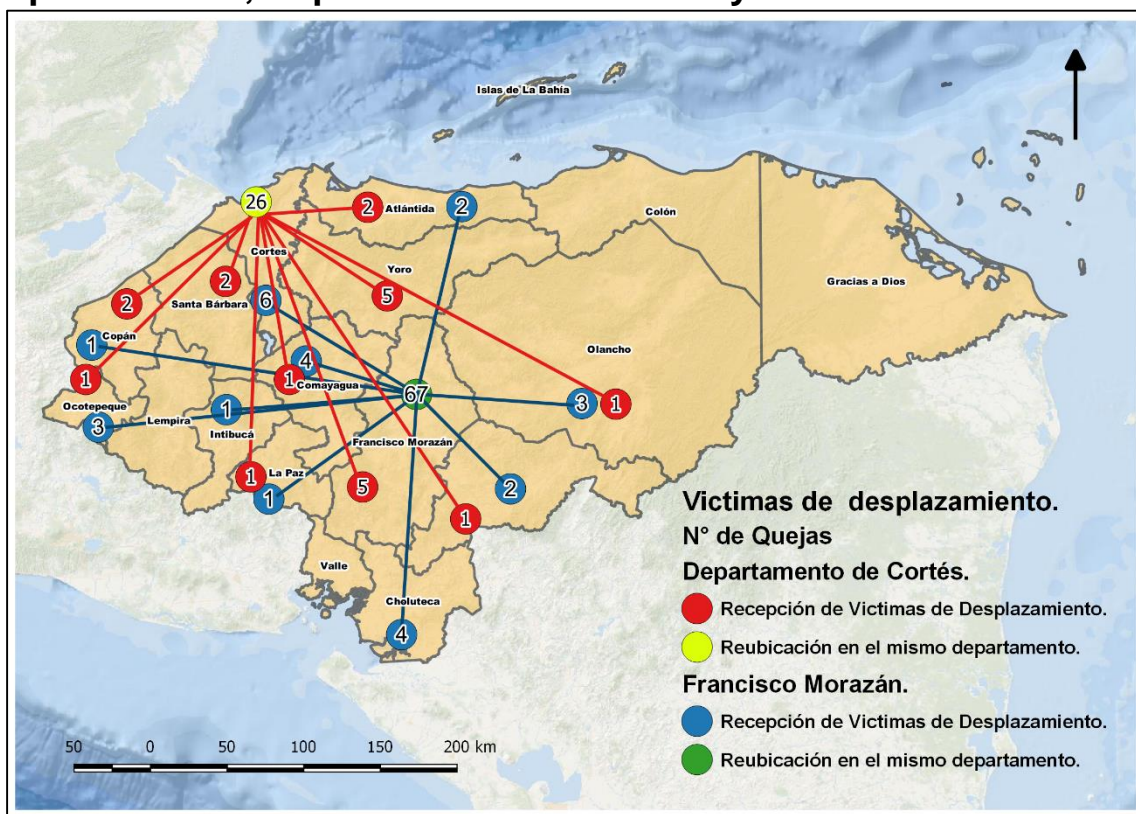 Islas de La Bahía
26
2
Atlántida
2
Colón
Cortes
Yoro
Gracias a Dios
2
5
2
Santa Bárbara
6
Copán
1
Olancho
4
1
1
Comayagua
67
3
1
Ocotepeque
Lempira
1
3
Intibucá
Francisco Morazán
La Paz
1
1
5
2
1
Valle
Choluteca
4
Victimas de desplazamiento.
N° de Quejas
Departamento de Cortés.
Recepción de Victimas de Desplazamiento.
Reubicación en el mismo departamento.
Francisco Morazán.
Recepción de Victimas de Desplazamiento.
Reubicación en el mismo departamento.
50 0 50 100 150 200 km